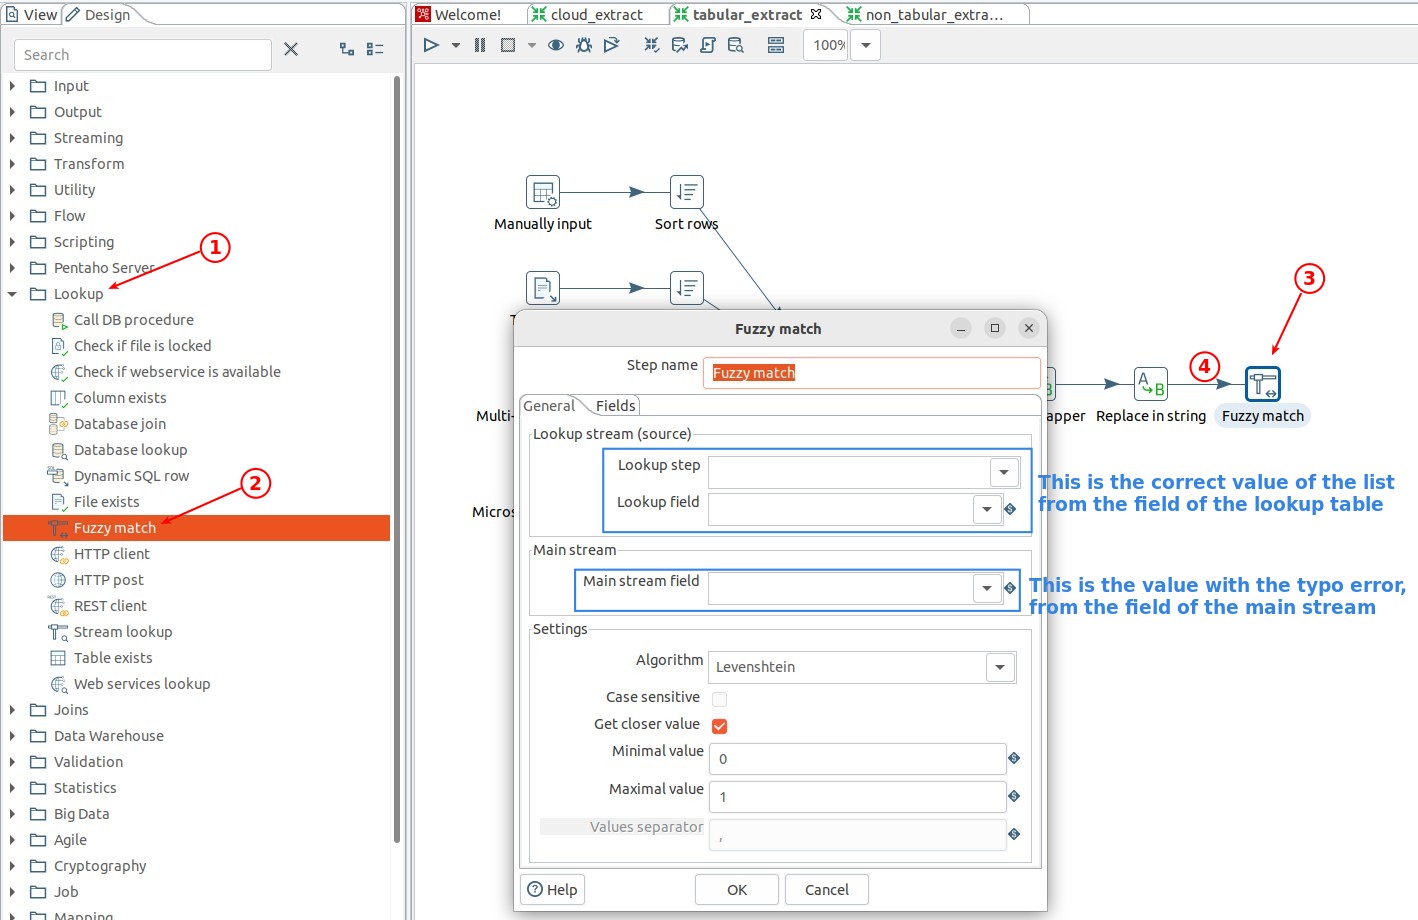 View
Design
Welcome!
cloud_extract
tabular_extract
non_tabular_extra...
Search
100%
Input
Output
Streaming
Transform
Utility
Flow
Scripting
Pentaho Server
Lookup
Call DB procedure
Check if file is locked
Check if webservice is available
Column exists
Database join
Database lookup
Dynamic SQL row
File exists
Fuzzy match
HTTP client
HTTP post
REST client
Stream lookup
Table exists
Web services lookup
Joins
Data Warehouse
Validation
Statistics
Big Data
Agile
Cryptography
Job
Mapping
1
2
Manually input
Sort rows
T
Multi-
Micros
3
4
apper
Replace in string
Fuzzy match
Fuzzy match
Step name
Fuzzy match
General
Fields
Lookup stream (source)
Lookup step
Lookup field
This is the correct value of the list
from the field of the lookup table
Main stream
Main stream field
This is the value with the typo error,
from the field of the main stream
Settings
Algorithm
Levenshtein
Case sensitive
Get closer value
Minimal value
0
Maximal value
1
Values separator
,
Help
OK
Cancel